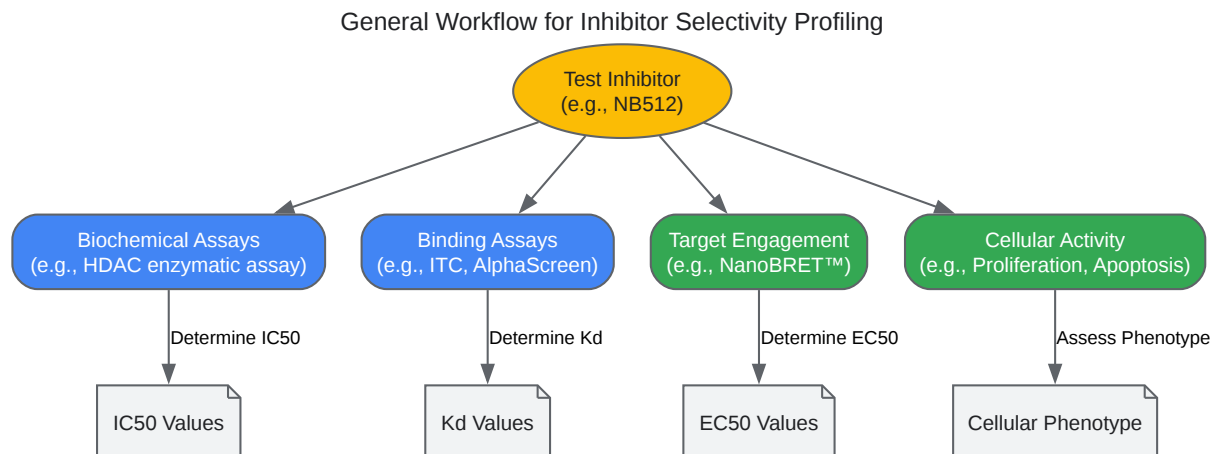 General Workflow for Inhibitor Selectivity Profiling
Test Inhibitor
(e.g., NB512)
Biochemical Assays
(e.g., HDAC enzymatic assay)
Binding Assays
(e.g., ITC, AlphaScreen)
Target Engagement
(e.g., NanoBRET™)
Cellular Activity
(e.g., Proliferation, Apoptosis)
Determine IC50
Determine Kd
Determine EC50
Assess Phenotype
IC50 Values
Kd Values
EC50 Values
Cellular Phenotype